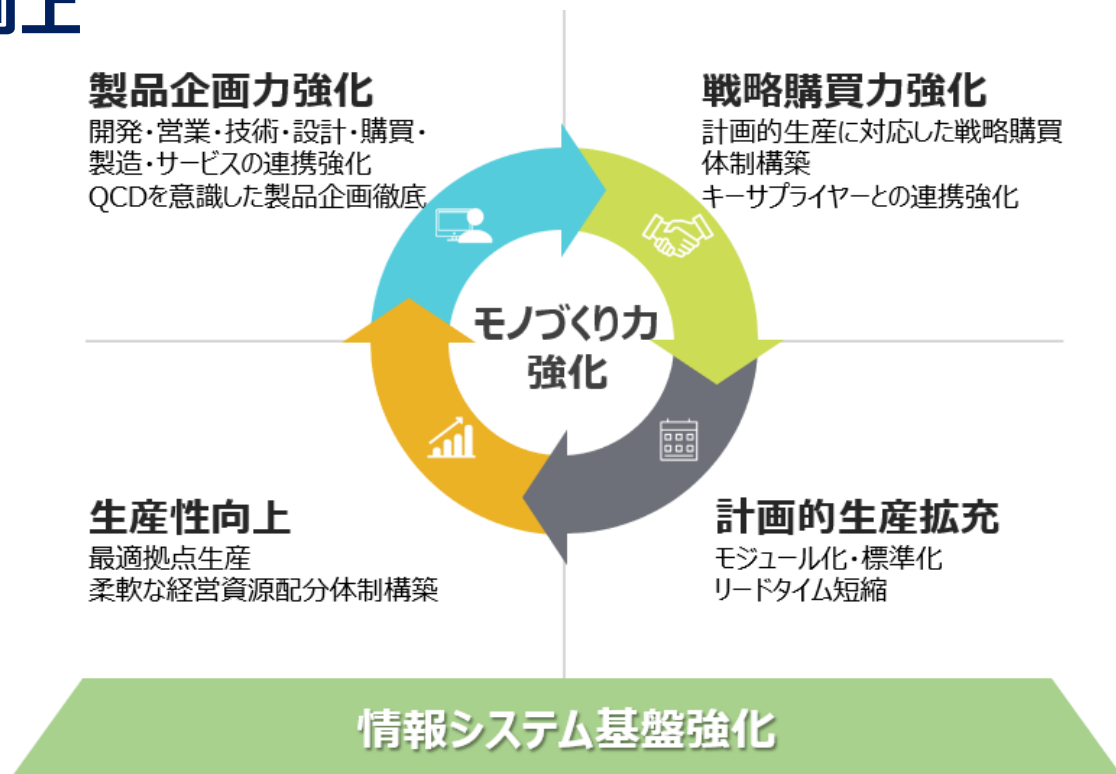 向上
製品企画力強化
開発・営業・技術・設計・購買・
製造・サービスの連携強化
QCDを意識した製品企画徹底
戦略購買力強化
計画的生産に対応した戦略購買
体制構築
キーサプライヤーとの連携強化
モノづくり力
強化
生産性向上
最適拠点生産
柔軟な経営資源配分体制構築
計画的生産拡充
モジュール化・標準化
リードタイム短縮
情報システム基盤強化